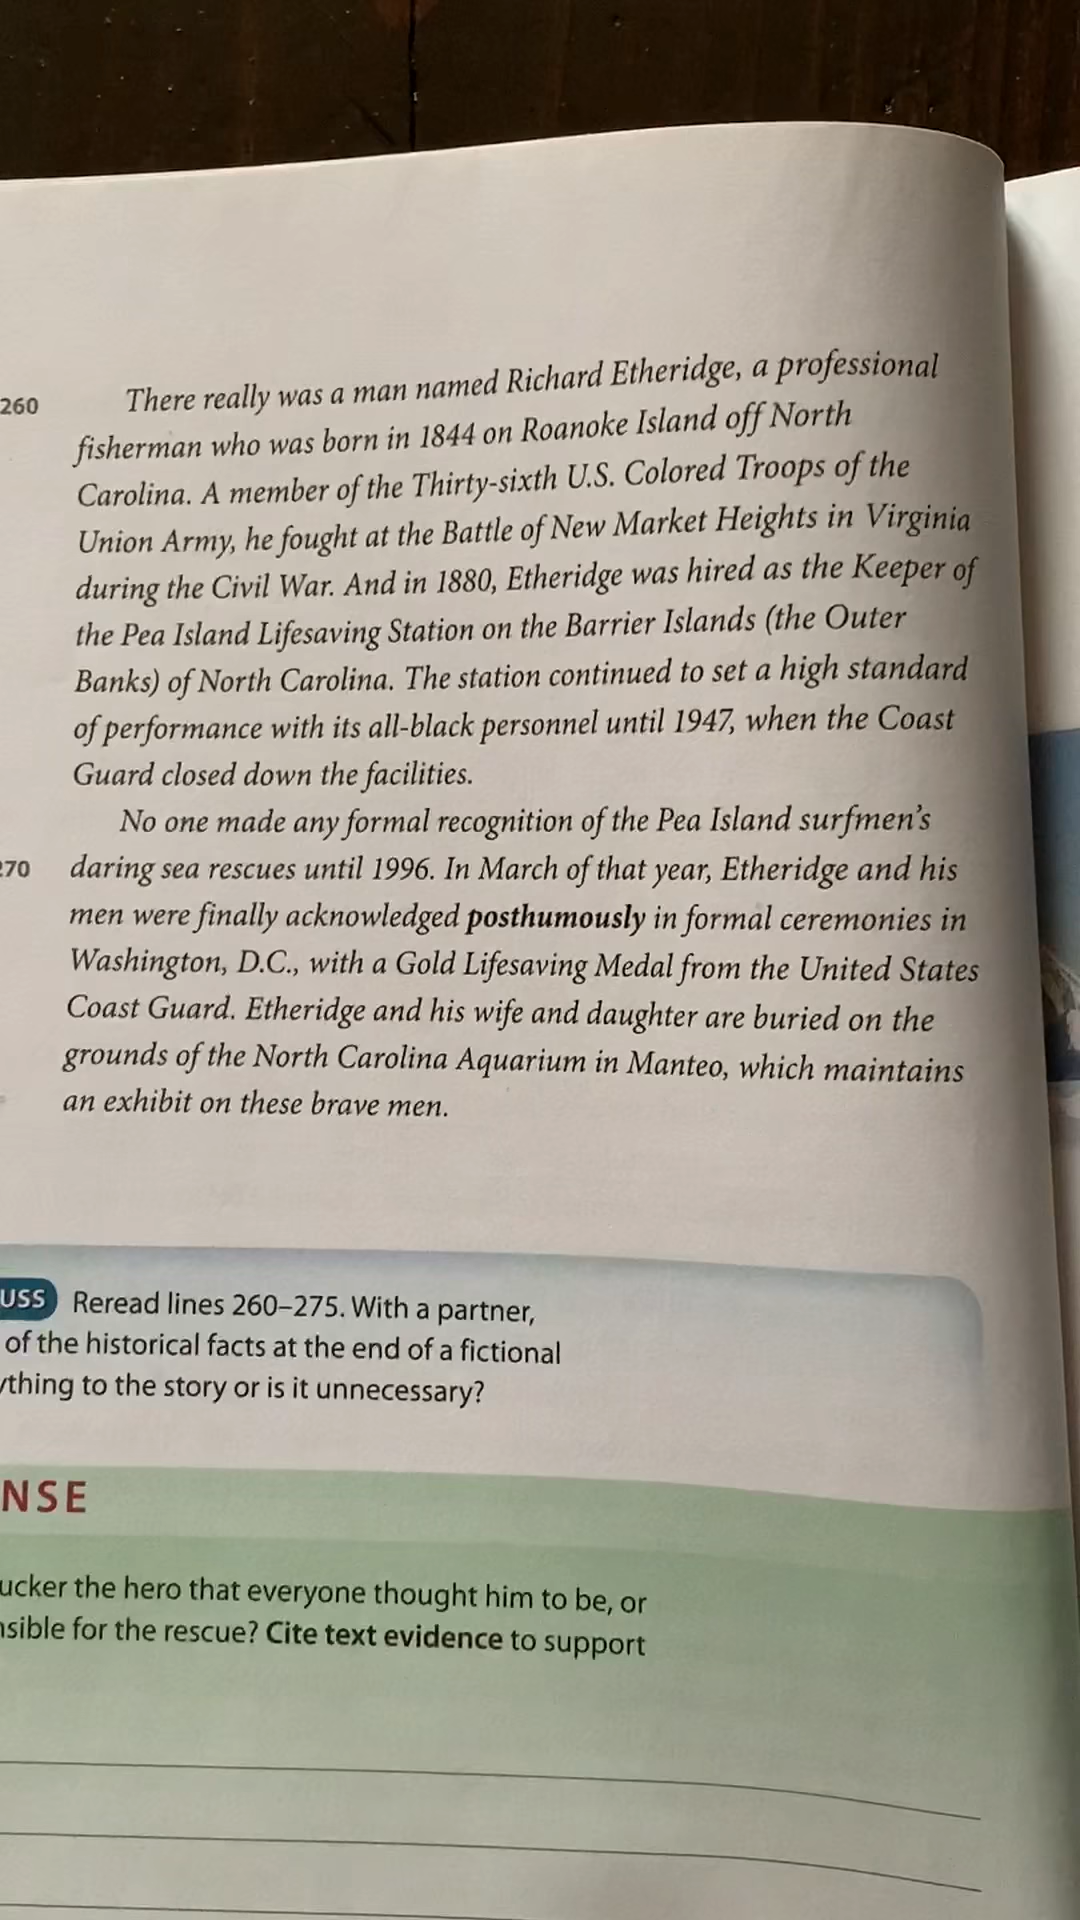 260 There really was a man named Richard Etheridge, a professional
fisherman who was born in 1844 on Roanoke Island off North
Carolina. A member of the Thirty-sixth U.S. Colored Troops of the
Union Army, he fought at the Battle of New Market Heights in Virginia
during the Civil War. And in 1880, Etheridge was hired as the Keeper of
the Pea Island Lifesaving Station on the Barrier Islands (the Outer
Banks) of North Carolina. The station continued to set a high standard
of performance with its all-black personnel until 1947, when the Coast
Guard closed down the facilities.
No one made any formal recognition of the Pea Island surfmen's
270 daring sea rescues until 1996. In March of that year, Etheridge and his
men were finally acknowledged posthumously in formal ceremonies in
Washington, D.C., with a Gold Lifesaving Medal from the United States
Coast Guard. Etheridge and his wife and daughter are buried on the
grounds of the North Carolina Aquarium in Manteo, which maintains
an exhibit on these brave men.
USS Reread lines 260–275. With a partner,
of the historical facts at the end of a fictional
ything to the story or is it unnecessary?
NSE
ucker the hero that everyone thought him to be, or
nsible for the rescue? Cite text evidence to support